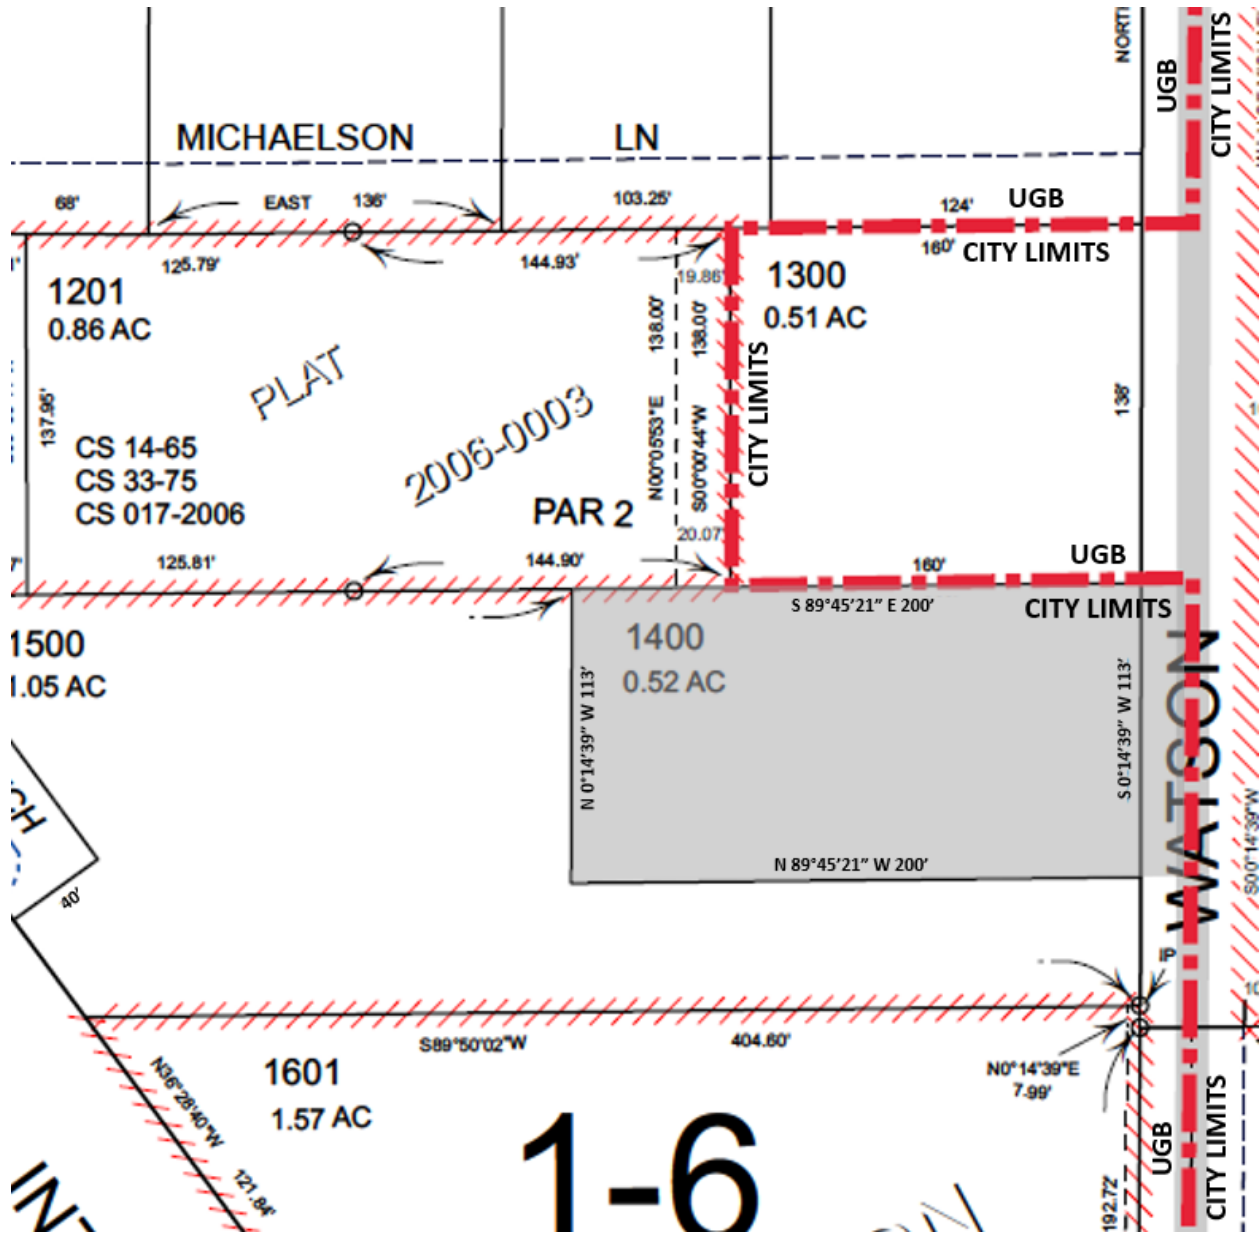 NORTH
UGB
CITY LIMITS
MICHAELSON LN
68'
EAST 136'
103.25'
124'
UGB
160'
CITY LIMITS
125.79'
144.93'
19.86'
1201
0.86 AC
1300
0.51 AC
138.00'
138.00'
PLAT
2006-0003
137.95'
CS 14-65
CS 33-75
CS 017-2006
N00°05'53"E
S00°00'44"W
CITY LIMITS
138'
PAR 2
20.07'
125.81'
144.90'
160'
UGB
S 89°45'21" E 200'
CITY LIMITS
1500
1.05 AC
1400
0.52 AC
N 0°14'39" W 113'
S 0°14'39" W 113'
WATSON
S00°14'39"W
CH
N 89°45'21" W 200'
40'
IP
10
S89°50'02"W
404.60'
N0°14'39"E
7.99'
1601
1.57 AC
N36°28'40"W
121.84'
1-6
UGB
CITY LIMITS
192.72'
INT